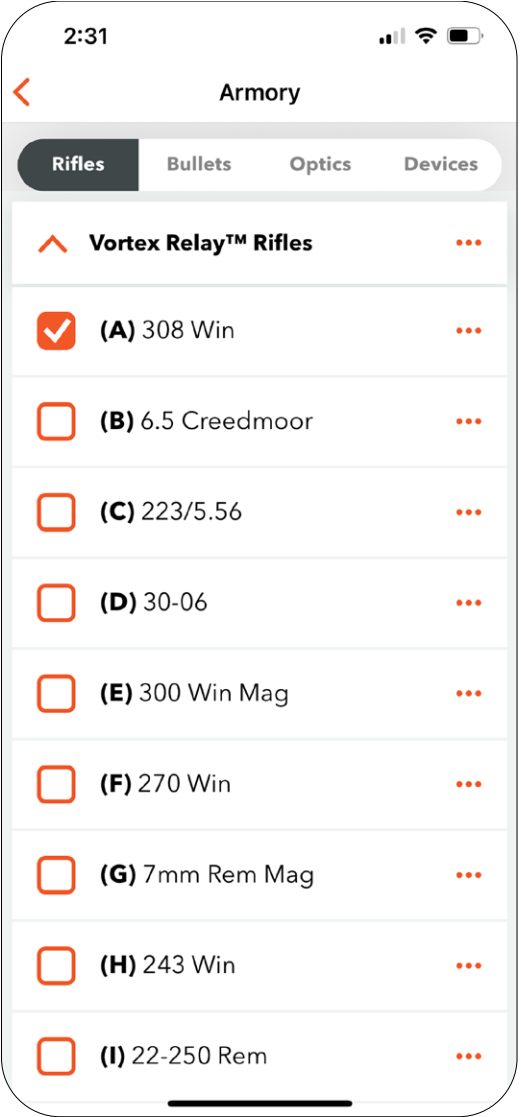 2:31
Armory
Rifles Bullets Optics Devices
Vortex Relay™ Rifles
(A) 308 Win
(B) 6.5 Creedmoor
(C) 223/5.56
(D) 30-06
(E) 300 Win Mag
(F) 270 Win
(G) 7mm Rem Mag
(H) 243 Win
(I) 22-250 Rem